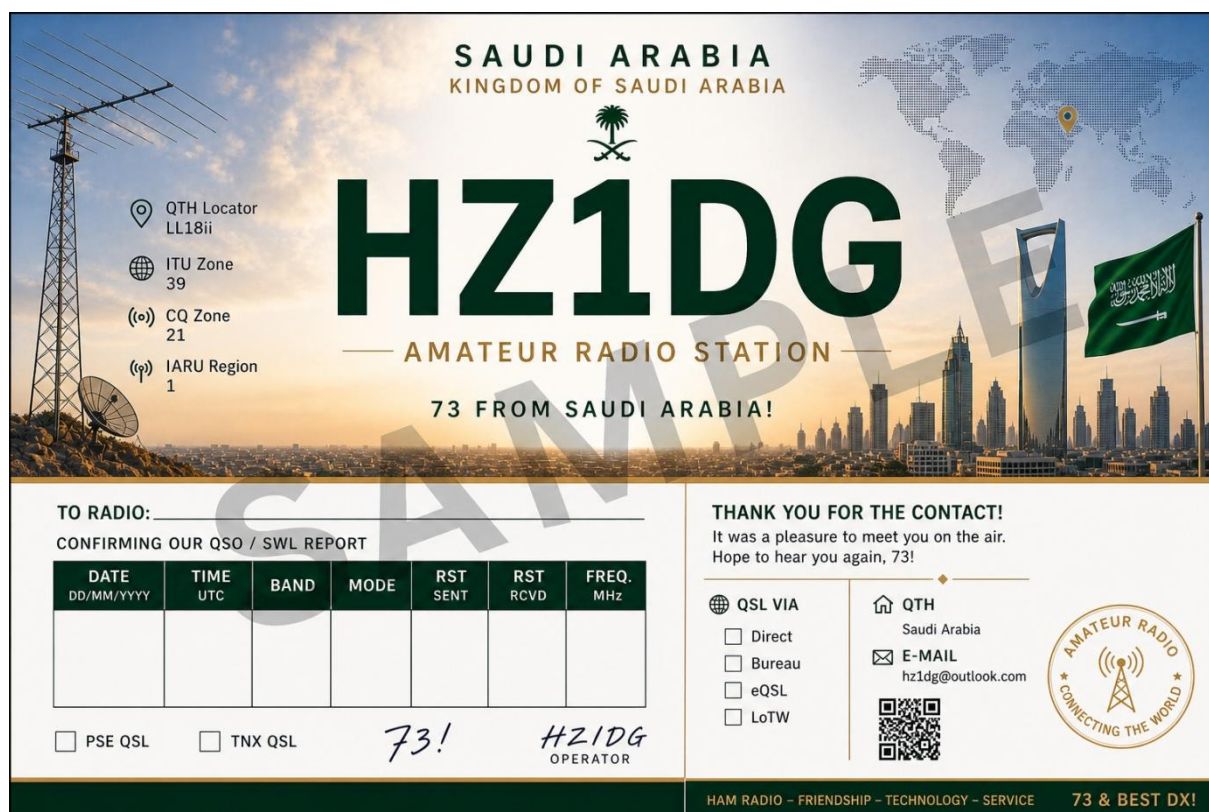 SAUDI ARABIA
KINGDOM OF SAUDI ARABIA
HZ1DG
QTH Locator
LL18ii
ITU Zone
39
CQ Zone
21
IARU Region
1
AMATEUR RADIO STATION
73 FROM SAUDI ARABIA!
SAMPLE
TO RADIO:
CONFIRMING OUR QSO / SWL REPORT
DATE TIME BAND MODE RST RST FREQ.
DD/MM/YYYY UTC SENT RCVD MHz
PSE QSL TNX QSL 73! HZ1DG
OPERATOR
THANK YOU FOR THE CONTACT!
It was a pleasure to meet you on the air.
Hope to hear you again, 73!
QSL VIA
Direct
Bureau
eQSL
LoTW
QTH
Saudi Arabia
E-MAIL
hz1dg@outlook.com
AMATEUR RADIO
CONNECTING THE WORLD
HAM RADIO – FRIENDSHIP – TECHNOLOGY – SERVICE 73 & BEST DX!